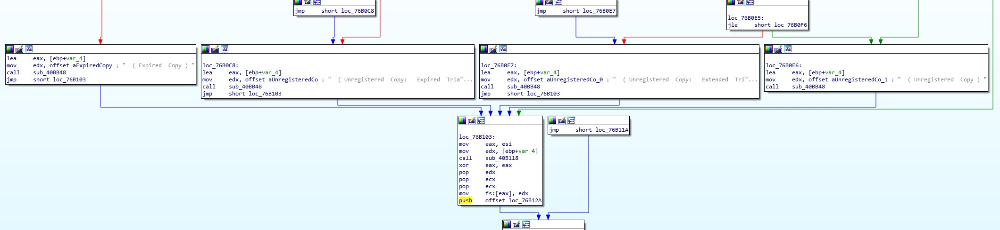 jmp     short loc_76B0C8
jmp     short loc_76B0E7
loc_76B0E5:
jle     short loc_76B0F6
lea     eax, [ebp+var_4]
mov     edx, offset aExpiredCopy ; "  ( Expired  Copy ) "
call    sub_40BB48
jmp     short loc_76B103
loc_76B0C8:
lea     eax, [ebp+var_4]
mov     edx, offset aUnregisteredCo ; "  ( Unregistered  Copy:   Expired  Tria"...
call    sub_40BB48
jmp     short loc_76B103
loc_76B0E7:
lea     eax, [ebp+var_4]
mov     edx, offset aUnregisteredCo_0 ; "  ( Unregistered  Copy:   Extended  Tri"...
call    sub_40BB48
jmp     short loc_76B103
loc_76B0F6:
lea     eax, [ebp+var_4]
mov     edx, offset aUnregisteredCo_1 ; "  ( Unregistered  Copy ) "
call    sub_40BB48
loc_76B103:
mov     eax, esi
mov     edx, [ebp+var_4]
call    sub_40B118
xor     eax, eax
pop     edx
pop     ecx
pop     ecx
mov     fs:[eax], edx
push    offset loc_76B12A
jmp     short loc_76B11A